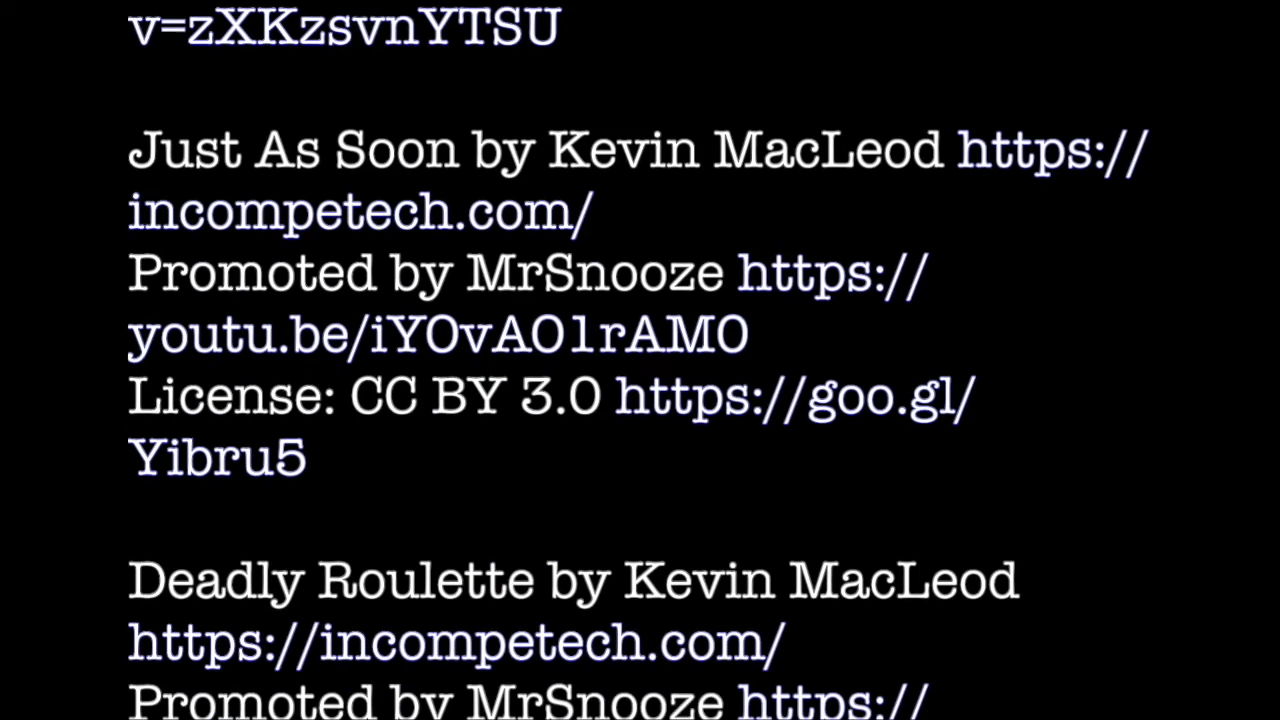 v=zXKzsvnYTSU
Just As Soon by Kevin MacLeod https://
incompetech.com/
Promoted by MrSnooze https://
youtu.be/iYOvAO1rAM0
License: CC BY 3.0 https://goo.gl/
Yibru5
Deadly Roulette by Kevin MacLeod
https://incompetech.com/
Promoted by MrSnooze https://